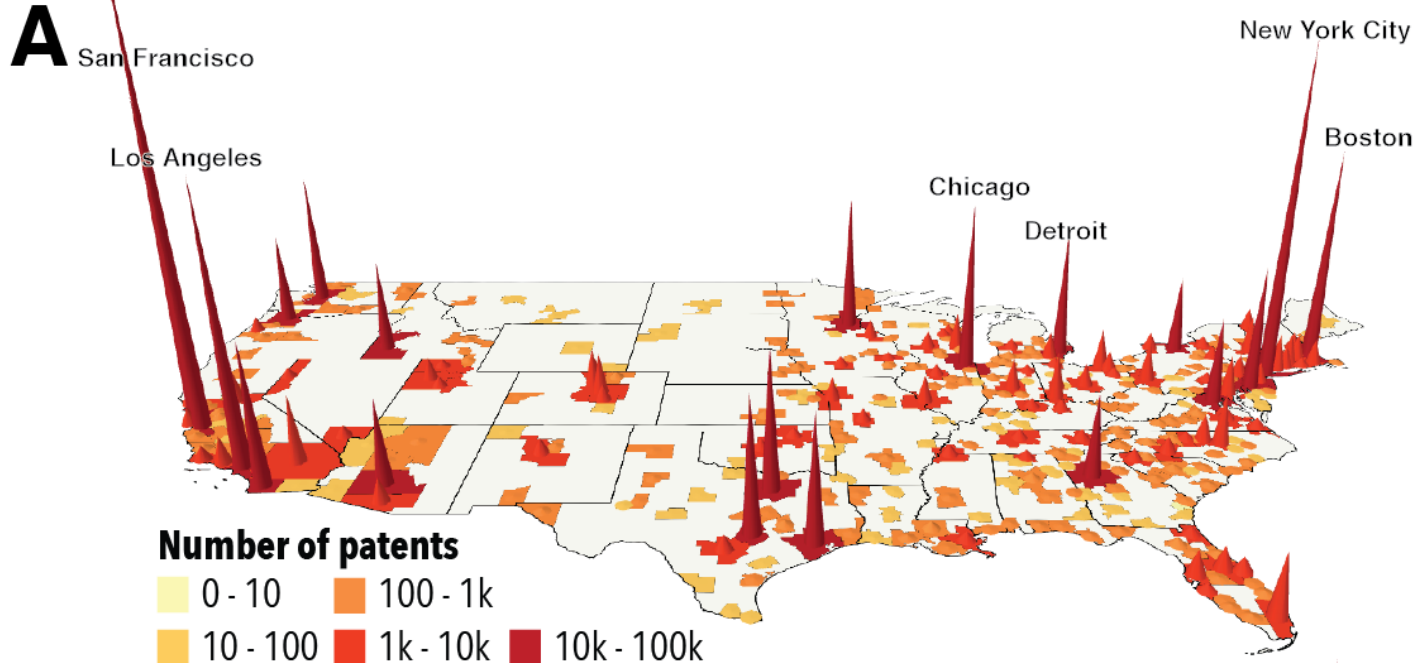 A
San Francisco
New York City
Los Angeles
Boston
Chicago
Detroit
Number of patents
0 - 10
100 - 1k
10 - 100
1k - 10k
10k - 100k